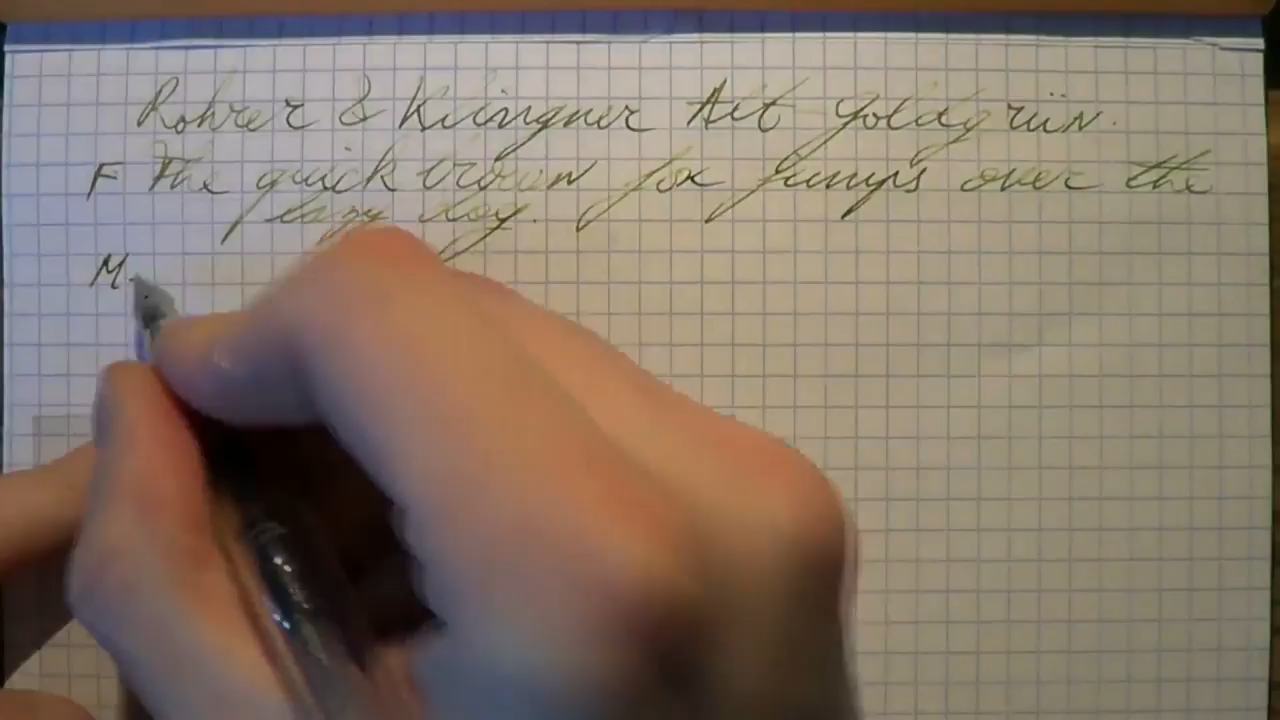 Rohrer & Klingner Alt Goldgrün.
F The quick brown fox jumps over the
lazy dog.
M